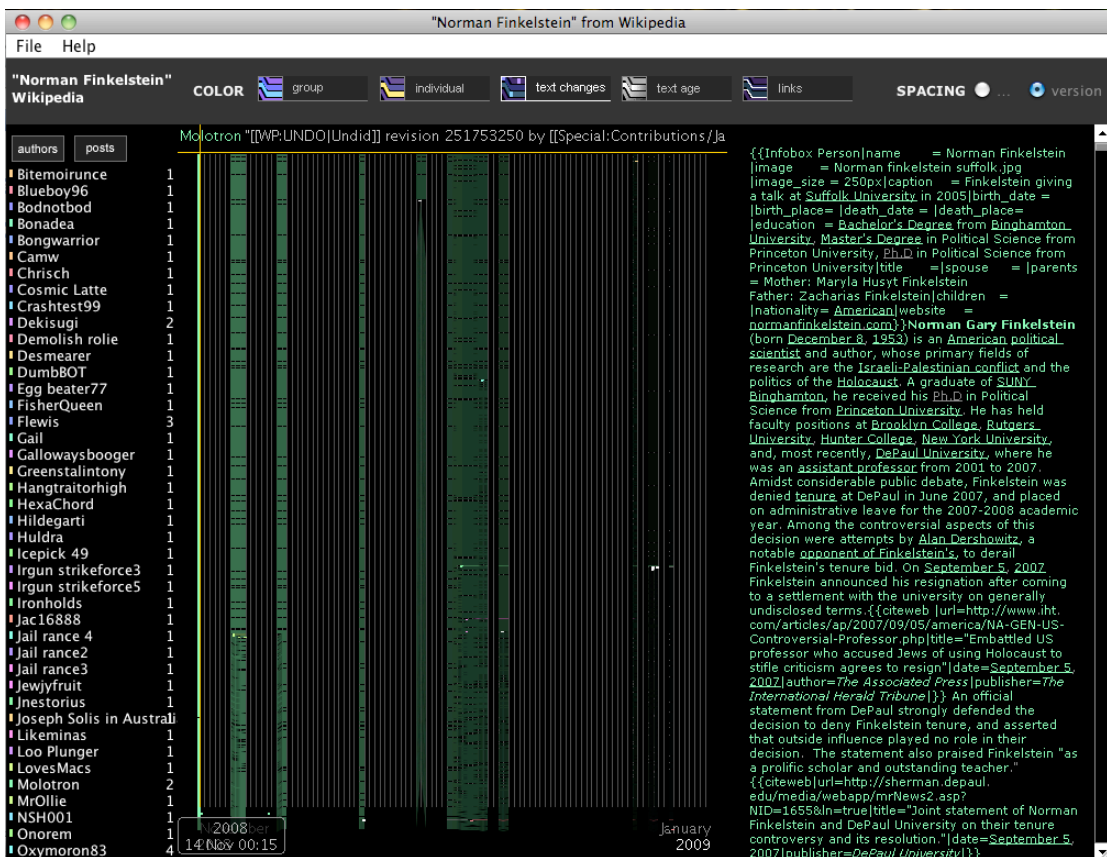 "Norman Finkelstein" from Wikipedia
File Help
"Norman Finkelstein"
Wikipedia
COLOR group individual text changes text age links SPACING ... version
authors posts
Molotron "[[WP:UNDO|Undid]] revision 251753250 by [[Special:Contributions/Ja
Bitemoirunce 1
Blueboy96 1
Bodnotbod 1
Bonadea 1
Bongwarrior 1
Camw 1
Chrisch 1
Cosmic Latte 1
Crashtest99 1
Dekisugi 2
Demolish rolie 1
Desmearer 1
DumbBOT 1
Egg beater77 1
FisherQueen 1
Flewis 3
Gail 1
Gallowaysbooger 1
Greenstalintony 1
Hangtraitorhigh 1
HexaChord 1
Hildegarti 1
Huldra 1
Icepick 49 1
Irgun strikeforce3 1
Irgun strikeforce5 1
Ironholds 1
Jac16888 1
Jail rance 4 1
Jail rance2 1
Jail rance3 1
Jewjyfruit 1
Jnestorius 1
Joseph Solis in Australi
Likeminas 1
Loo Plunger 1
LovesMacs 1
Molotron 2
MrOllie 1
NSH001 1
Onorem 1
Oxymoron83 4
2008
14 Nov 00:15
January
2009
{{Infobox Person|name = Norman Finkelstein
|image = Norman finkelstein suffolk.jpg
|image_size = 250px|caption = Finkelstein giving
a talk at Suffolk University in 2005|birth_date =
|birth_place= |death_date = |death_place=
|education = Bachelor's Degree from Binghamton
University, Master's Degree in Political Science from
Princeton University, Ph.D in Political Science from
Princeton University|title =|spouse = |parents
= Mother: Maryla Husyt Finkelstein
Father: Zacharias Finkelstein|children =
|nationality= American|website =
normanfinkelstein.com}}Norman Gary Finkelstein
(born December 8, 1953) is an American political
scientist and author, whose primary fields of
research are the Israeli-Palestinian conflict and the
politics of the Holocaust. A graduate of SUNY
Binghamton, he received his Ph.D in Political
Science from Princeton University. He has held
faculty positions at Brooklyn College, Rutgers
University, Hunter College, New York University,
and, most recently, DePaul University, where he
was an assistant professor from 2001 to 2007.
Amidst considerable public debate, Finkelstein was
denied tenure at DePaul in June 2007, and placed
on administrative leave for the 2007-2008 academic
year. Among the controversial aspects of this
decision were attempts by Alan Dershowitz, a
notable opponent of Finkelstein's, to derail
Finkelstein's tenure bid. On September 5, 2007
Finkelstein announced his resignation after coming
to a settlement with the university on generally
undisclosed terms.{{citeweb |url=http://www.iht.
com/articles/ap/2007/09/05/america/NA-GEN-US-
Controversial-Professor.php|title="Embattled US
professor who accused Jews of using Holocaust to
stifle criticism agrees to resign"|date=September 5,
2007|author=The Associated Press|publisher=The
International Herald Tribune|}} An official
statement from DePaul strongly defended the
decision to deny Finkelstein tenure, and asserted
that outside influence played no role in their
decision. The statement also praised Finkelstein "as
a prolific scholar and outstanding teacher."
{{citeweb|url=http://sherman.depaul.
edu/media/webapp/mrNews2.asp?
NID=1655&ln=true|title="Joint statement of Norman
Finkelstein and DePaul University on their tenure
controversy and its resolution."|date=September 5,
2007|publisher=DePaul University|}}